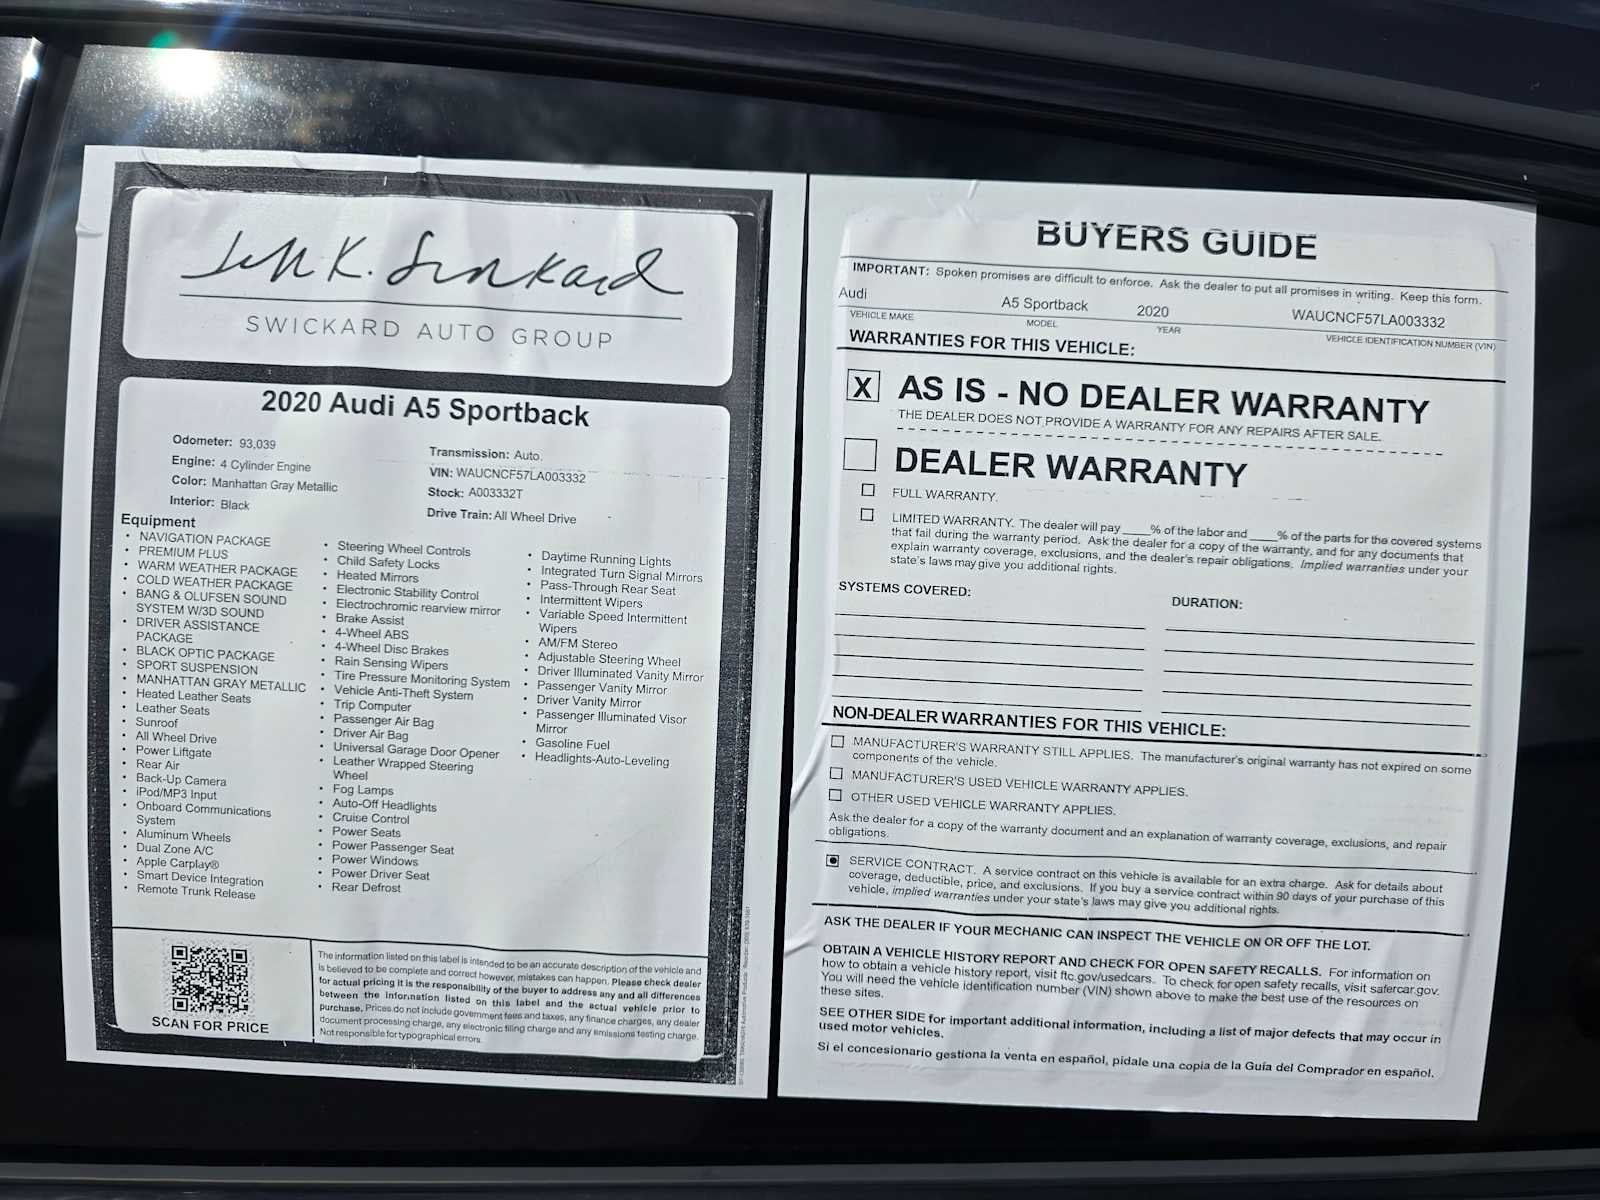 Jeff K. Swickard
SWICKARD AUTO GROUP
2020 Audi A5 Sportback
Odometer: 93,039
Engine: 4 Cylinder Engine
Color: Manhattan Gray Metallic
Interior: Black
Transmission: Auto.
VIN: WAUCNCF57LA003332
Stock: A003332T
Drive Train: All Wheel Drive
Equipment
• NAVIGATION PACKAGE
• PREMIUM PLUS
• WARM WEATHER PACKAGE
• COLD WEATHER PACKAGE
• BANG & OLUFSEN SOUND
SYSTEM W/3D SOUND
• DRIVER ASSISTANCE
PACKAGE
• BLACK OPTIC PACKAGE
• SPORT SUSPENSION
• MANHATTAN GRAY METALLIC
• Heated Leather Seats
• Leather Seats
• Sunroof
• All Wheel Drive
• Power Liftgate
• Rear Air
• Back-Up Camera
• iPod/MP3 Input
• Onboard Communications
System
• Aluminum Wheels
• Dual Zone A/C
• Apple Carplay®
• Smart Device Integration
• Remote Trunk Release
• Steering Wheel Controls
• Child Safety Locks
• Heated Mirrors
• Electronic Stability Control
• Electrochromic rearview mirror
• Brake Assist
• 4-Wheel ABS
• 4-Wheel Disc Brakes
• Rain Sensing Wipers
• Tire Pressure Monitoring System
• Vehicle Anti-Theft System
• Trip Computer
• Passenger Air Bag
• Driver Air Bag
• Universal Garage Door Opener
• Leather Wrapped Steering
Wheel
• Fog Lamps
• Auto-Off Headlights
• Cruise Control
• Power Seats
• Power Passenger Seat
• Power Windows
• Power Driver Seat
• Rear Defrost
• Daytime Running Lights
• Integrated Turn Signal Mirrors
• Pass-Through Rear Seat
• Intermittent Wipers
• Variable Speed Intermittent
Wipers
• AM/FM Stereo
• Adjustable Steering Wheel
• Driver Illuminated Vanity Mirror
• Passenger Vanity Mirror
• Driver Vanity Mirror
• Passenger Illuminated Visor
Mirror
• Gasoline Fuel
• Headlights-Auto-Leveling
SCAN FOR PRICE
The information listed on this label is intended to be an accurate description of the vehicle and
is believed to be complete and correct however, mistakes can happen. Please check dealer
for actual pricing it is the responsibility of the buyer to address any and all differences
between the information listed on this label and the actual vehicle prior to
purchase. Prices do not include government fees and taxes, any finance charges, any dealer
document processing charge, any electronic filing charge and any emissions testing charge.
Not responsible for typographical errors.
BUYERS GUIDE
IMPORTANT: Spoken promises are difficult to enforce. Ask the dealer to put all promises in writing. Keep this form.
Audi A5 Sportback 2020 WAUCNCF57LA003332
VEHICLE MAKE MODEL YEAR VEHICLE IDENTIFICATION NUMBER (VIN)
WARRANTIES FOR THIS VEHICLE:
X AS IS - NO DEALER WARRANTY
THE DEALER DOES NOT PROVIDE A WARRANTY FOR ANY REPAIRS AFTER SALE.
DEALER WARRANTY
FULL WARRANTY.
LIMITED WARRANTY. The dealer will pay ____% of the labor and ____% of the parts for the covered systems
that fail during the warranty period. Ask the dealer for a copy of the warranty, and for any documents that
explain warranty coverage, exclusions, and the dealer's repair obligations. Implied warranties under your
state's laws may give you additional rights.
SYSTEMS COVERED: DURATION:
NON-DEALER WARRANTIES FOR THIS VEHICLE:
MANUFACTURER'S WARRANTY STILL APPLIES. The manufacturer's original warranty has not expired on some
components of the vehicle.
MANUFACTURER'S USED VEHICLE WARRANTY APPLIES.
OTHER USED VEHICLE WARRANTY APPLIES.
Ask the dealer for a copy of the warranty document and an explanation of warranty coverage, exclusions, and repair
obligations.
SERVICE CONTRACT. A service contract on this vehicle is available for an extra charge. Ask for details about
coverage, deductible, price, and exclusions. If you buy a service contract within 90 days of your purchase of this
vehicle, implied warranties under your state's laws may give you additional rights.
ASK THE DEALER IF YOUR MECHANIC CAN INSPECT THE VEHICLE ON OR OFF THE LOT.
OBTAIN A VEHICLE HISTORY REPORT AND CHECK FOR OPEN SAFETY RECALLS. For information on
how to obtain a vehicle history report, visit ftc.gov/usedcars. To check for open safety recalls, visit safercar.gov.
You will need the vehicle identification number (VIN) shown above to make the best use of the resources on
these sites.
SEE OTHER SIDE for important additional information, including a list of major defects that may occur in
used motor vehicles.
Si el concesionario gestiona la venta en español, pidale una copia de la Guía del Comprador en español.